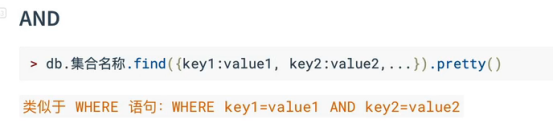 AND
> db.集合名称.find({key1:value1, key2:value2,...}).pretty()
类似于 WHERE 语句：WHERE key1=value1 AND key2=value2